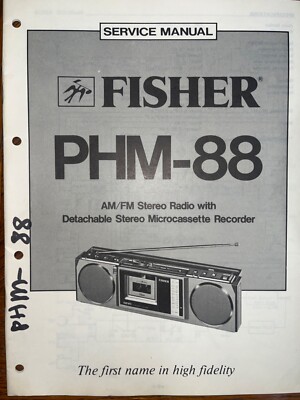 SERVICE MANUAL
FISHER®
PHM-88
AM/FM Stereo Radio with
Detachable Stereo Microcassette Recorder
FISHER
The first name in high fidelity
PHM-88